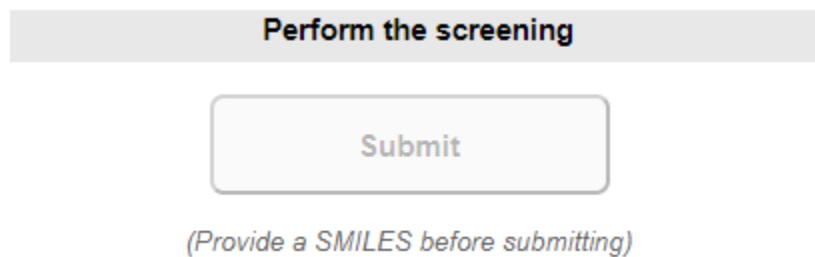 Perform the screening
Submit
(Provide a SMILES before submitting)